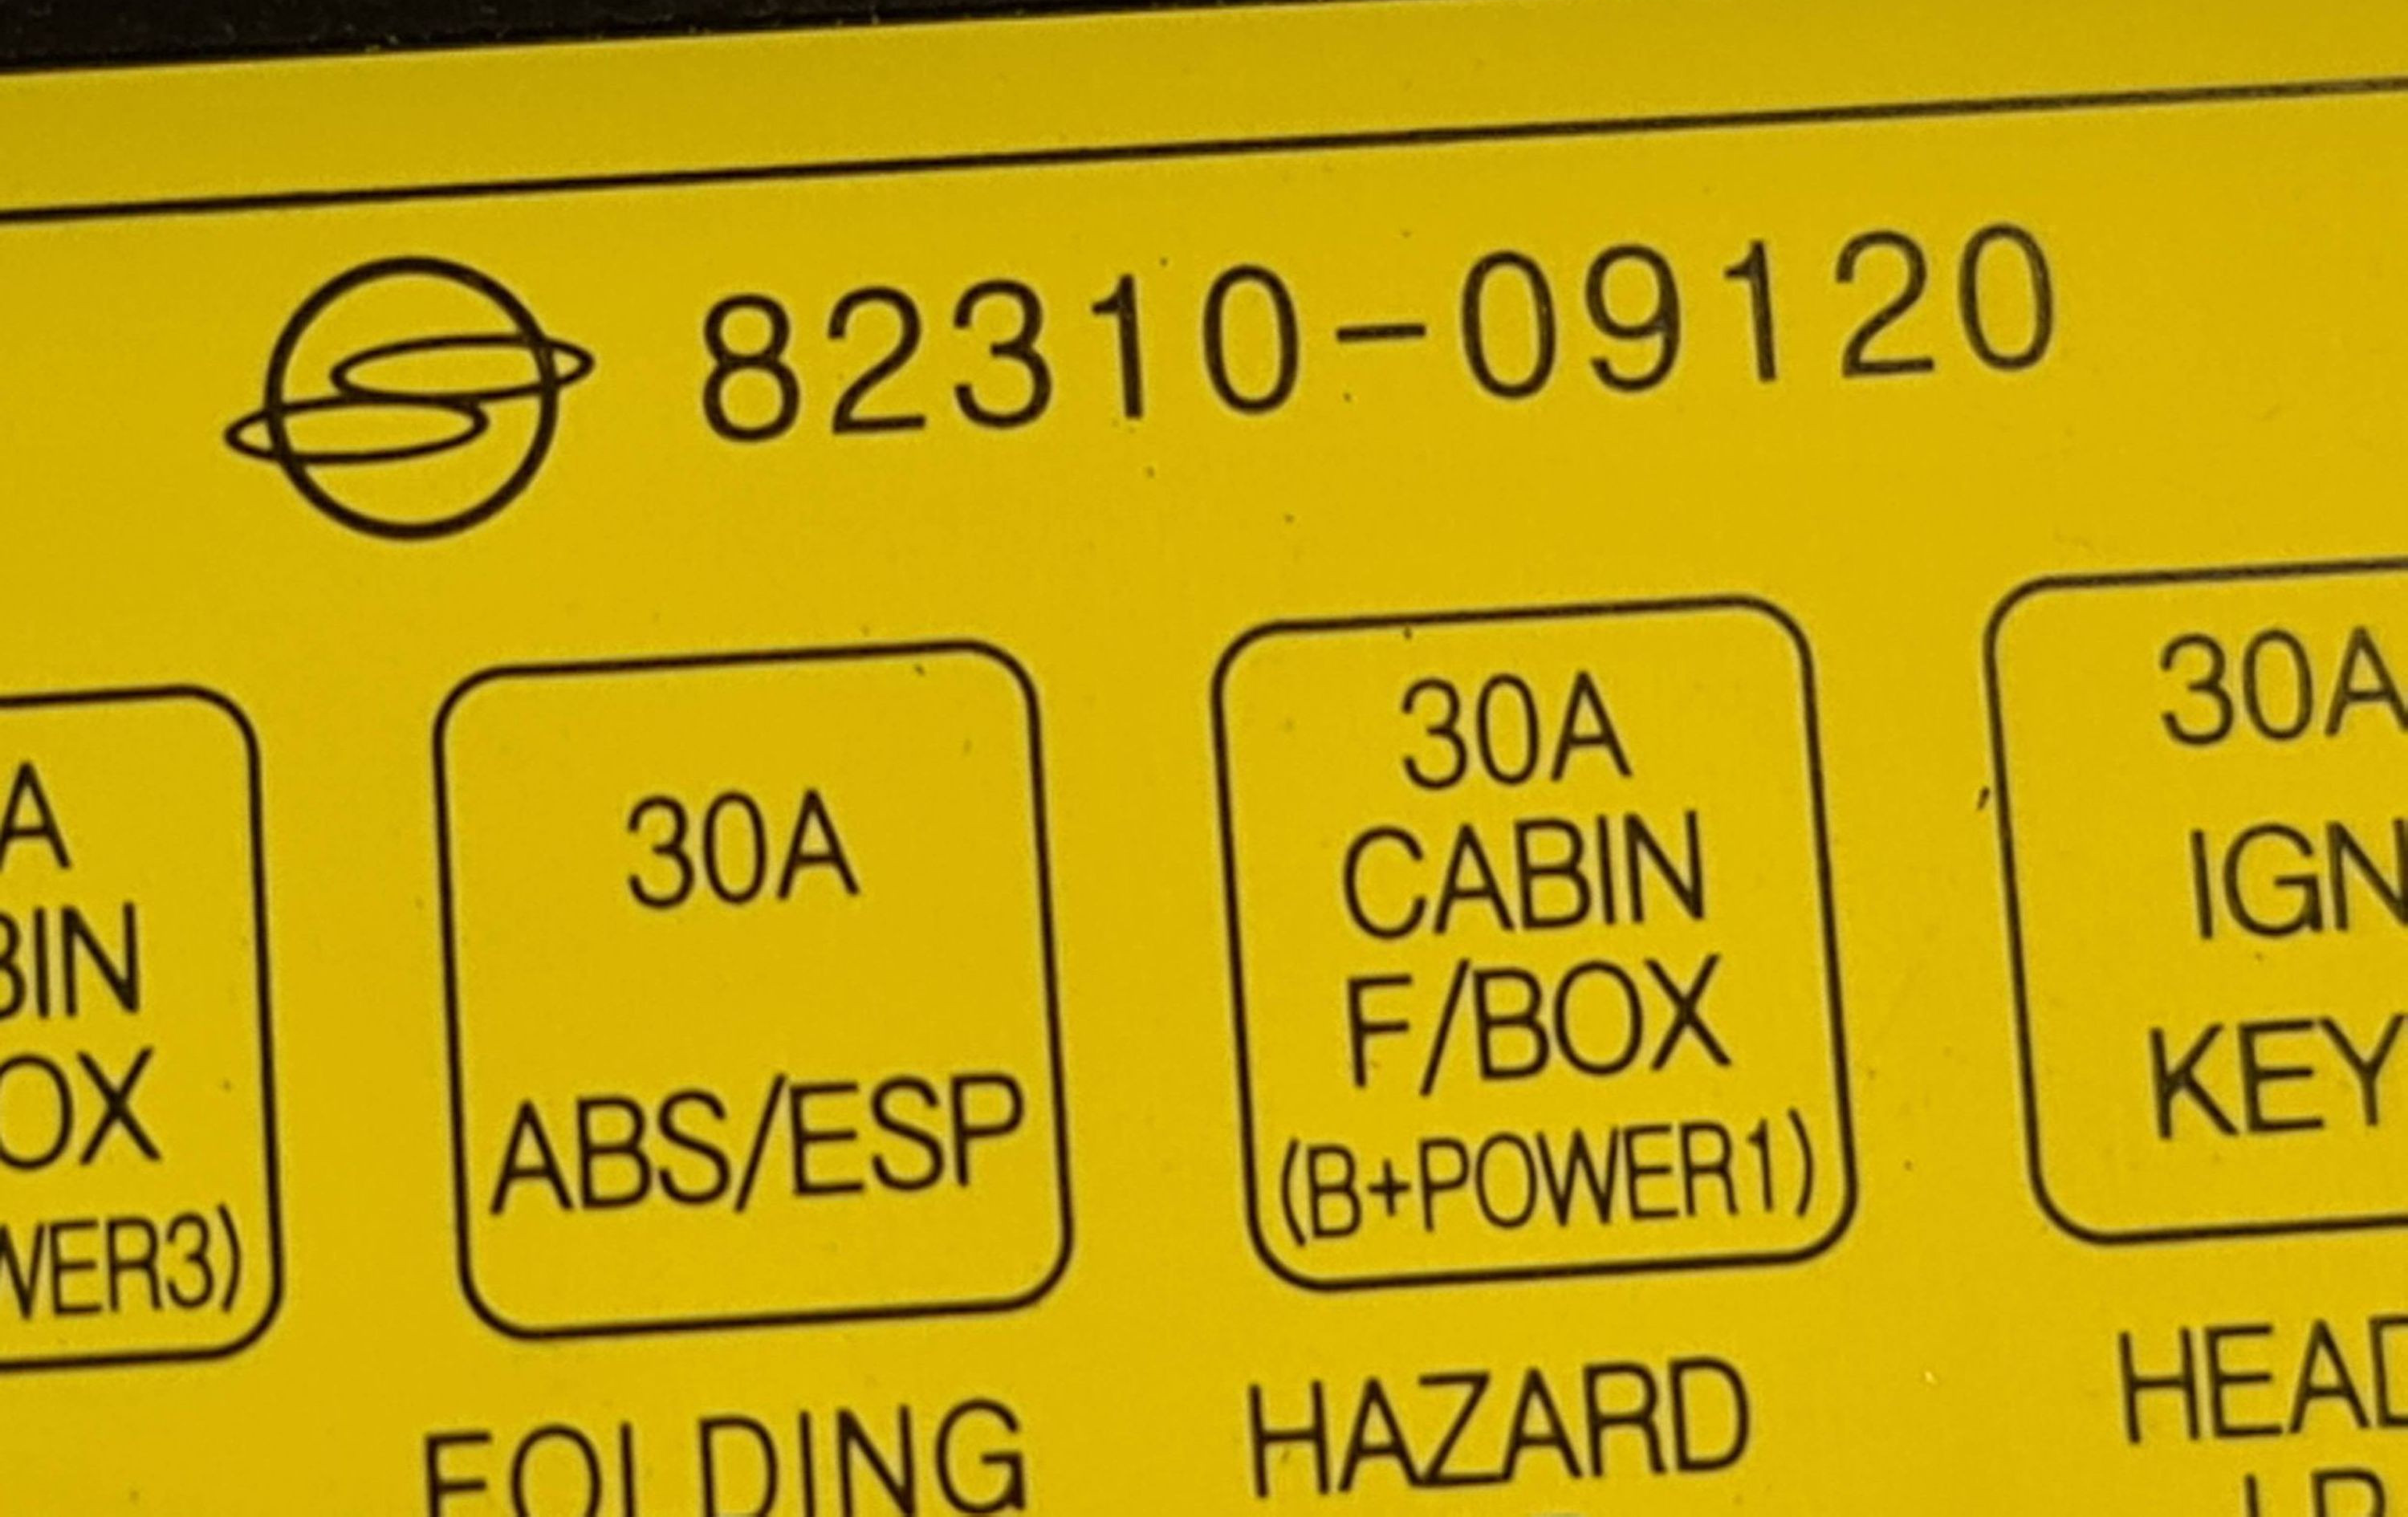 82310-09120
30A
ABS/ESP
30A
CABIN
F/BOX
(B+POWER1)
30A
IGN
KEY
FOLDING
HAZARD